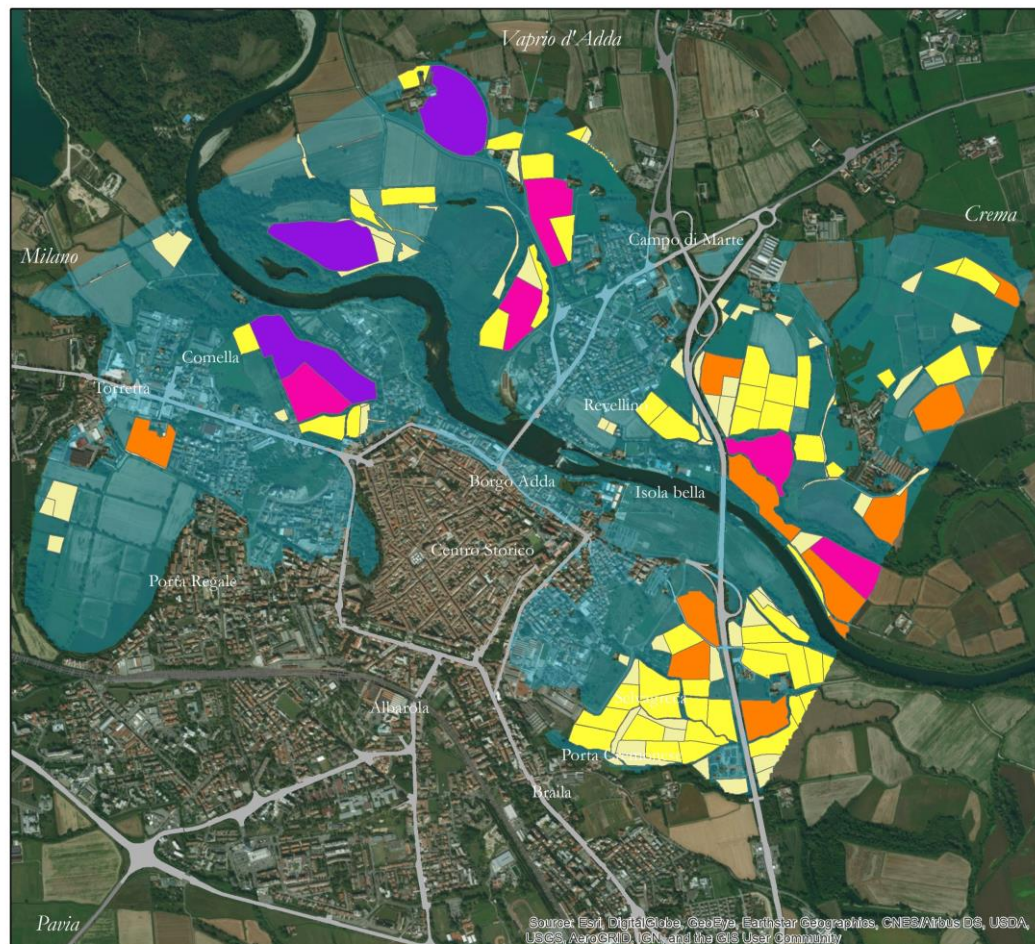 Vaprio d'Adda
Crema
Campo di Marte
Milano
Comella
Torretta
Revellin
Borgo Adda
Isola bella
Centro Storico
Porta Regale
Albarola
Porta
Braila
Pavia
Source: Esri, DigitalGlobe, GeoEye, Earthstar Geographics, CNES/Airbus DS, USDA,
USGS, AeroGRID, IGN, and the GIS User Community